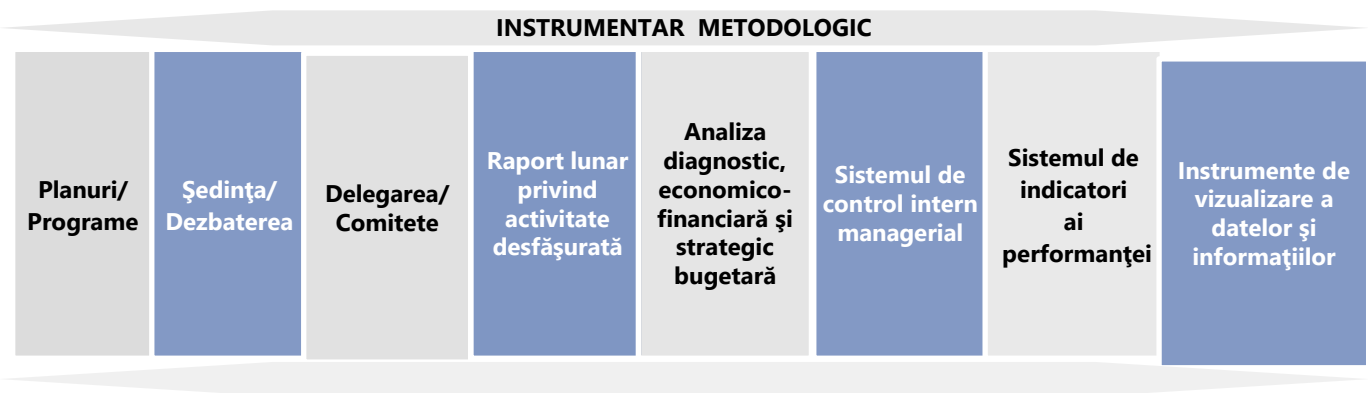 INSTRUMENTAR METODOLOGIC
Planuri/
Programe
Şedinţa/
Dezbaterea
Delegarea/
Comitete
Raport lunar
privind
activitate
desfăşurată
Analiza
diagnostic,
economico-
financiară şi
strategic
bugetară
Sistemul de
control intern
managerial
Sistemul de
indicatori
ai
performanţei
Instrumente de
vizualizare a
datelor şi
informaţiilor